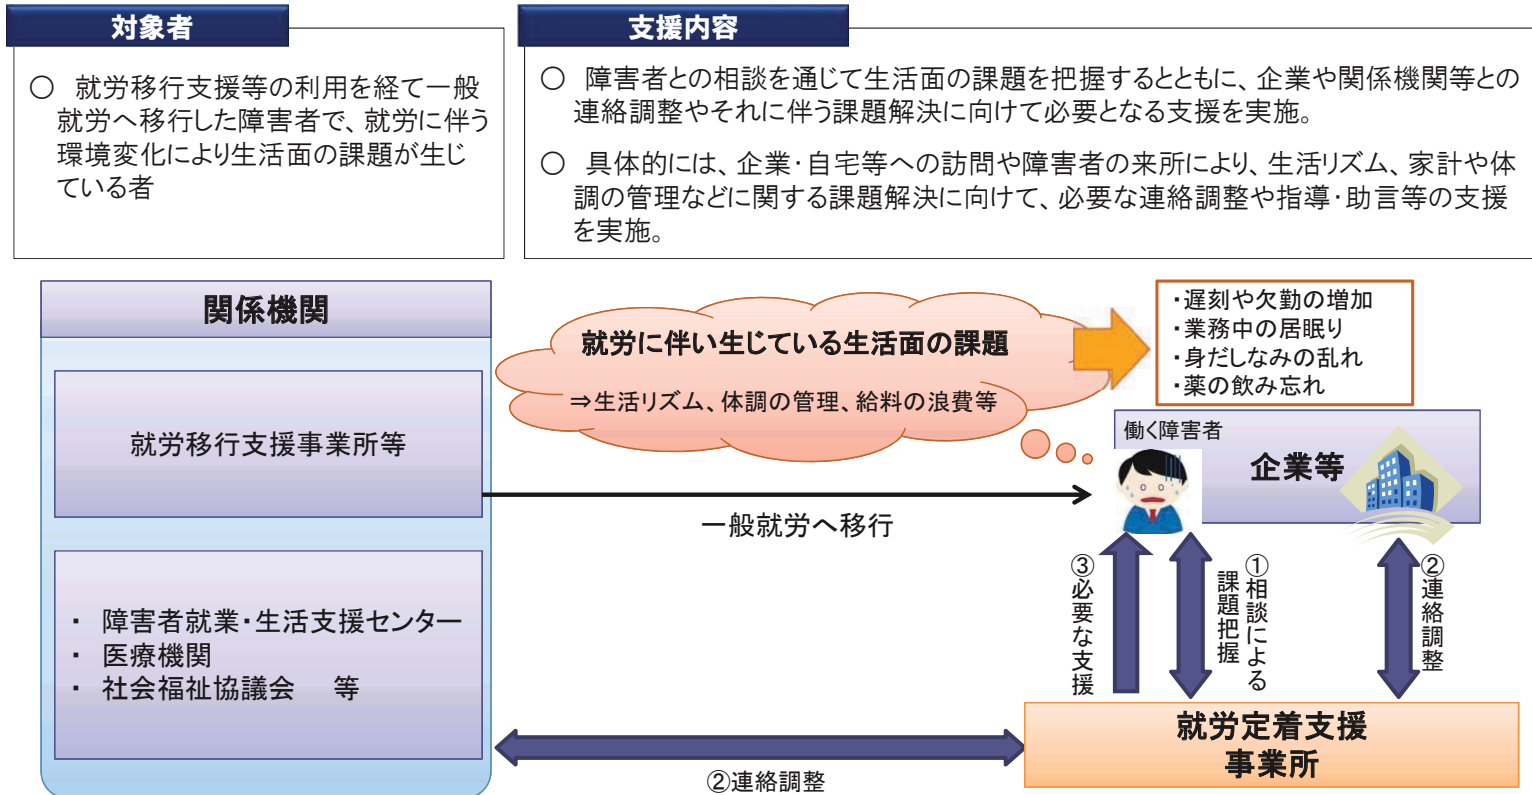 対象者
○ 就労移行支援等の利用を経て一般
就労へ移行した障害者で、就労に伴う
環境変化により生活面の課題が生じ
ている者
支援内容
○ 障害者との相談を通じて生活面の課題を把握するとともに、企業や関係機関等との
連絡調整やそれに伴う課題解決に向けて必要となる支援を実施。
○ 具体的には、企業・自宅等への訪問や障害者の来所により、生活リズム、家計や体
調の管理などに関する課題解決に向けて、必要な連絡調整や指導・助言等の支援
を実施。
関係機関
就労移行支援事業所等
・ 障害者就業・生活支援センター
・ 医療機関
・ 社会福祉協議会 等
就労に伴い生じている生活面の課題
⇒生活リズム、体調の管理、給料の浪費等
・遅刻や欠勤の増加
・業務中の居眠り
・身だしなみの乱れ
・薬の飲み忘れ
働く障害者
企業等
一般就労へ移行
③必要な支援
①相談による
課題把握
②連絡調整
就労定着支援
事業所
②連絡調整